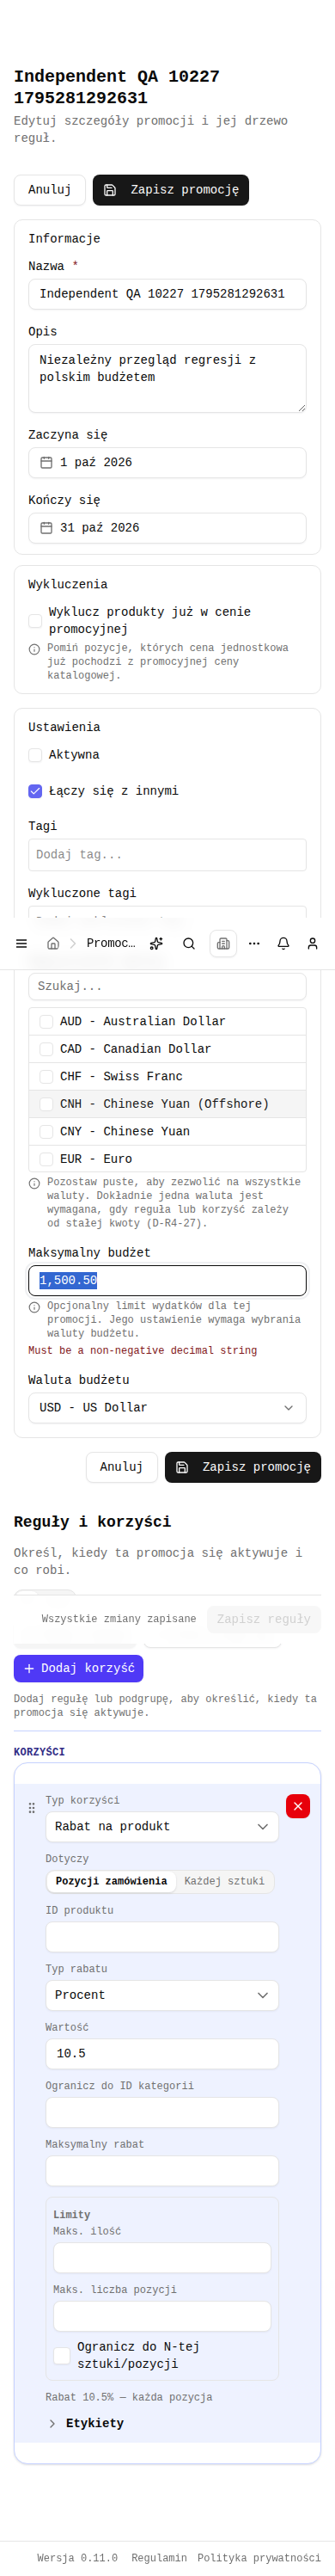 Independent QA 10227
1795281292631
Edytuj szczegóły promocji i jej drzewo
reguł.
Anuluj
Zapisz promocję
Informacje
Nazwa *
Independent QA 10227 1795281292631
Opis
Niezależny przegląd regresji z
polskim budżetem
Zaczyna się
1 paź 2026
Kończy się
31 paź 2026
Wykluczenia
Wyklucz produkty już w cenie
promocyjnej
Pomiń pozycje, których cena jednostkowa
już pochodzi z promocyjnej ceny
katalogowej.
Ustawienia
Aktywna
Łączy się z innymi
Tagi
Dodaj tag...
Wykluczone tagi
Promoc…
Szukaj...
AUD - Australian Dollar
CAD - Canadian Dollar
CHF - Swiss Franc
CNH - Chinese Yuan (Offshore)
CNY - Chinese Yuan
EUR - Euro
Pozostaw puste, aby zezwolić na wszystkie
waluty. Dokładnie jedna waluta jest
wymagana, gdy reguła lub korzyść zależy
od stałej kwoty (D-R4-27).
Maksymalny budżet
1,500.50
Opcjonalny limit wydatków dla tej
promocji. Jego ustawienie wymaga wybrania
waluty budżetu.
Must be a non-negative decimal string
Waluta budżetu
USD - US Dollar
Anuluj
Zapisz promocję
Reguły i korzyści
Określ, kiedy ta promocja się aktywuje i
co robi.
Wszystkie zmiany zapisane
Zapisz reguły
Dodaj korzyść
Dodaj regułę lub podgrupę, aby określić, kiedy ta
promocja się aktywuje.
KORZYŚCI
Typ korzyści
Rabat na produkt
Dotyczy
Pozycji zamówienia
Każdej sztuki
ID produktu
Typ rabatu
Procent
Wartość
10.5
Ogranicz do ID kategorii
Maksymalny rabat
Limity
Maks. ilość
Maks. liczba pozycji
Ogranicz do N-tej
sztuki/pozycji
Rabat 10.5% — każda pozycja
Etykiety
Wersja 0.11.0
Regulamin
Polityka prywatności